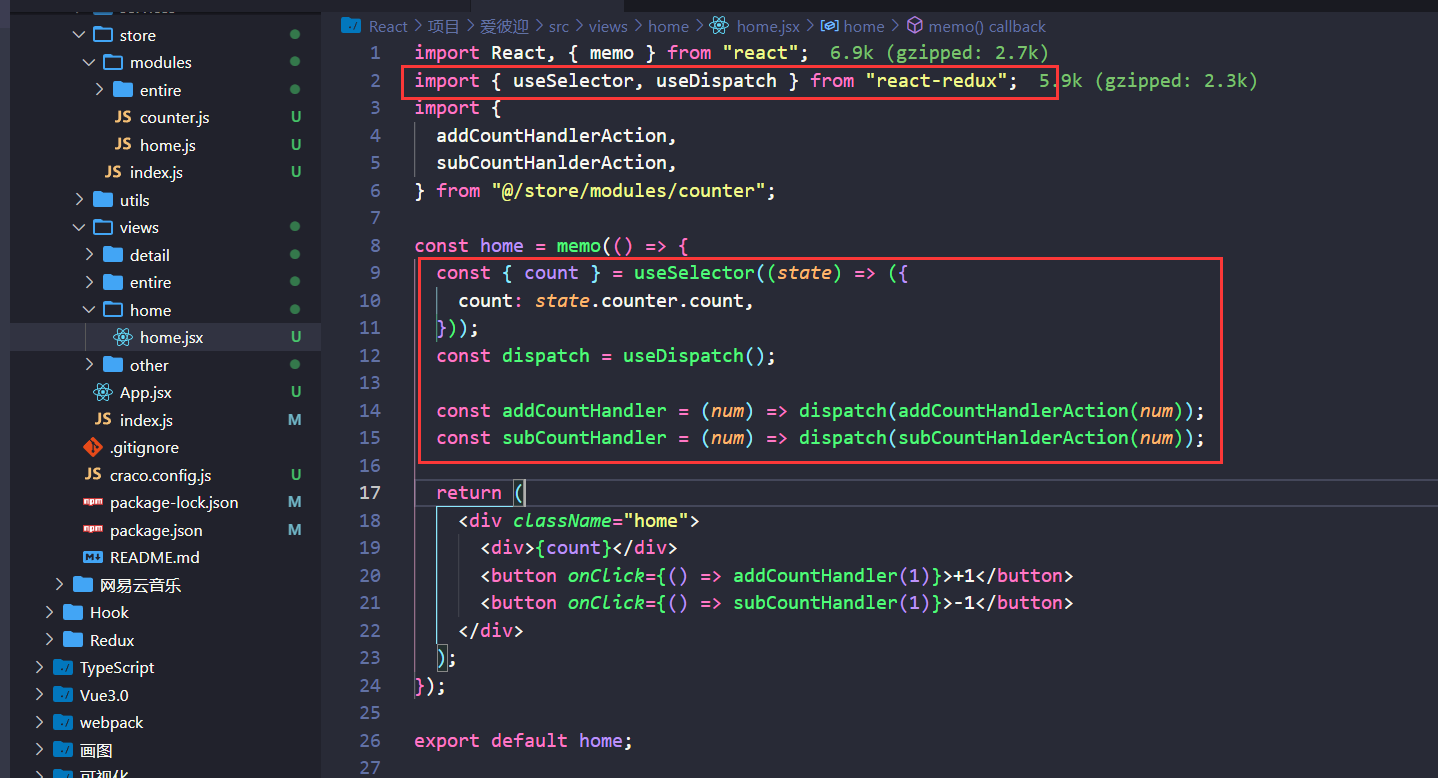 store
modules
entire
JS counter.js U
JS home.js U
JS index.js U
utils
views
detail
entire
home
home.jsx U
other
App.jsx U
JS index.js M
.gitignore
JS craco.config.js U
npm package-lock.json M
npm package.json M
README.md
网易云音乐
Hook
Redux
TypeScript
Vue3.0
webpack
画图
可视化
React > 项目 > 爱彼迎 > src > views > home > home.jsx > home > memo() callback
1 import React, { memo } from "react"; 6.9k (gzipped: 2.7k)
2 import { useSelector, useDispatch } from "react-redux"; 5.9k (gzipped: 2.3k)
3 import {
4 addCountHandlerAction,
5 subCountHanlderAction,
6 } from "@/store/modules/counter";
7
8 const home = memo(() => {
9 const { count } = useSelector((state) => ({
10 count: state.counter.count,
11 }));
12 const dispatch = useDispatch();
13
14 const addCountHandler = (num) => dispatch(addCountHandlerAction(num));
15 const subCountHandler = (num) => dispatch(subCountHanlderAction(num));
16
17 return (
18 <div className="home">
19 <div>{count}</div>
20 <button onClick={() => addCountHandler(1)}>+1</button>
21 <button onClick={() => subCountHandler(1)}>-1</button>
22 </div>
23 );
24 });
25
26 export default home;
27